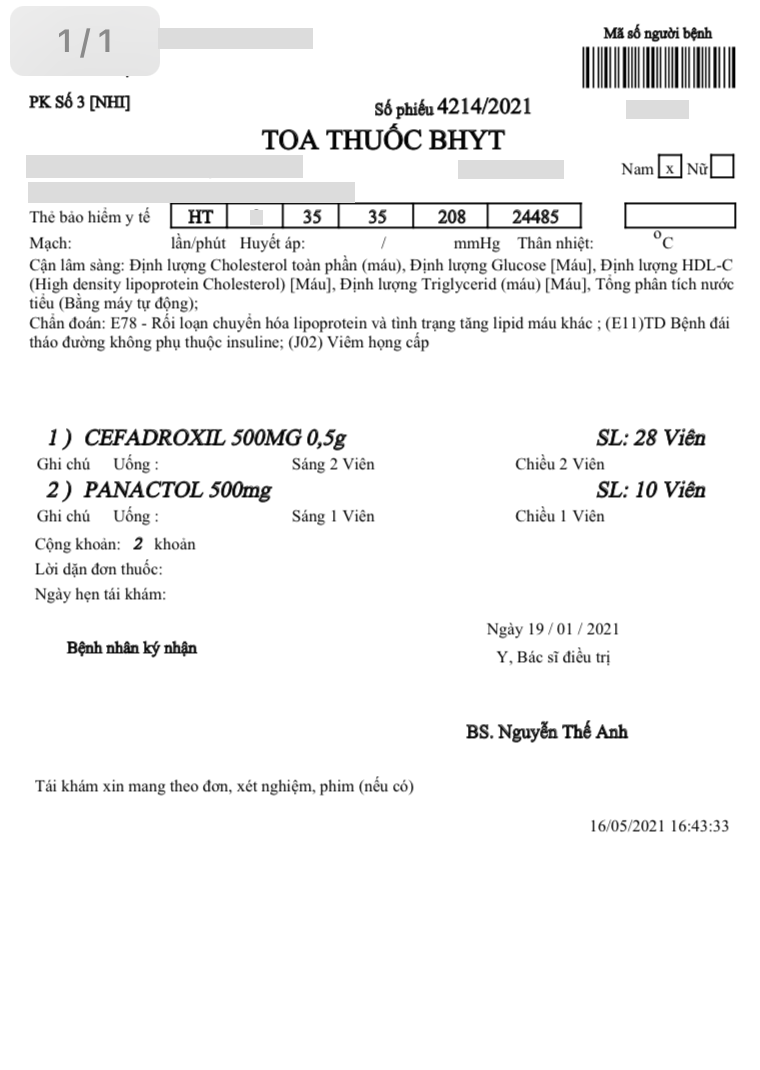 1/1
Mã số người bệnh
PK Số 3 [NHI]
Số phiếu 4214/2021
TOA THUỐC BHYT
Nam x Nữ
Thẻ bảo hiểm y tế HT 35 35 208 24485
Mạch: lần/phút Huyết áp: / mmHg Thân nhiệt: °C
Cận lâm sàng: Định lượng Cholesterol toàn phần (máu), Định lượng Glucose [Máu], Định lượng HDL-C
(High density lipoprotein Cholesterol) [Máu], Định lượng Triglycerid (máu) [Máu], Tổng phân tích nước
tiểu (Bằng máy tự động);
Chẩn đoán: E78 - Rối loạn chuyển hóa lipoprotein và tình trạng tăng lipid máu khác ; (E11)TD Bệnh đái
tháo đường không phụ thuộc insuline; (J02) Viêm họng cấp
1 ) CEFADROXIL 500MG 0,5g SL: 28 Viên
Ghi chú Uống : Sáng 2 Viên Chiều 2 Viên
2 ) PANACTOL 500mg SL: 10 Viên
Ghi chú Uống : Sáng 1 Viên Chiều 1 Viên
Cộng khoản: 2 khoản
Lời dặn đơn thuốc:
Ngày hẹn tái khám:
Ngày 19 / 01 / 2021
Bệnh nhân ký nhận
Y, Bác sĩ điều trị
BS. Nguyễn Thế Anh
Tái khám xin mang theo đơn, xét nghiệm, phim (nếu có)
16/05/2021 16:43:33